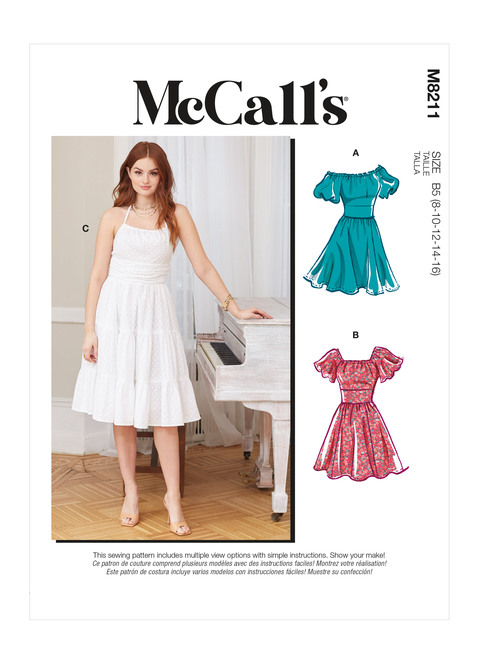 McCall's®
M8211
SIZE B5 (8-10-12-14-16)
TAILLE
TALLA
A
C
B
This sewing pattern includes multiple view options with simple instructions. Show your make!
Ce patron de couture comprend plusieurs modèles avec des instructions faciles! Montrez votre réalisation!
Este patrón de costura incluye varios modelos con instrucciones fáciles! Muestre su confección!